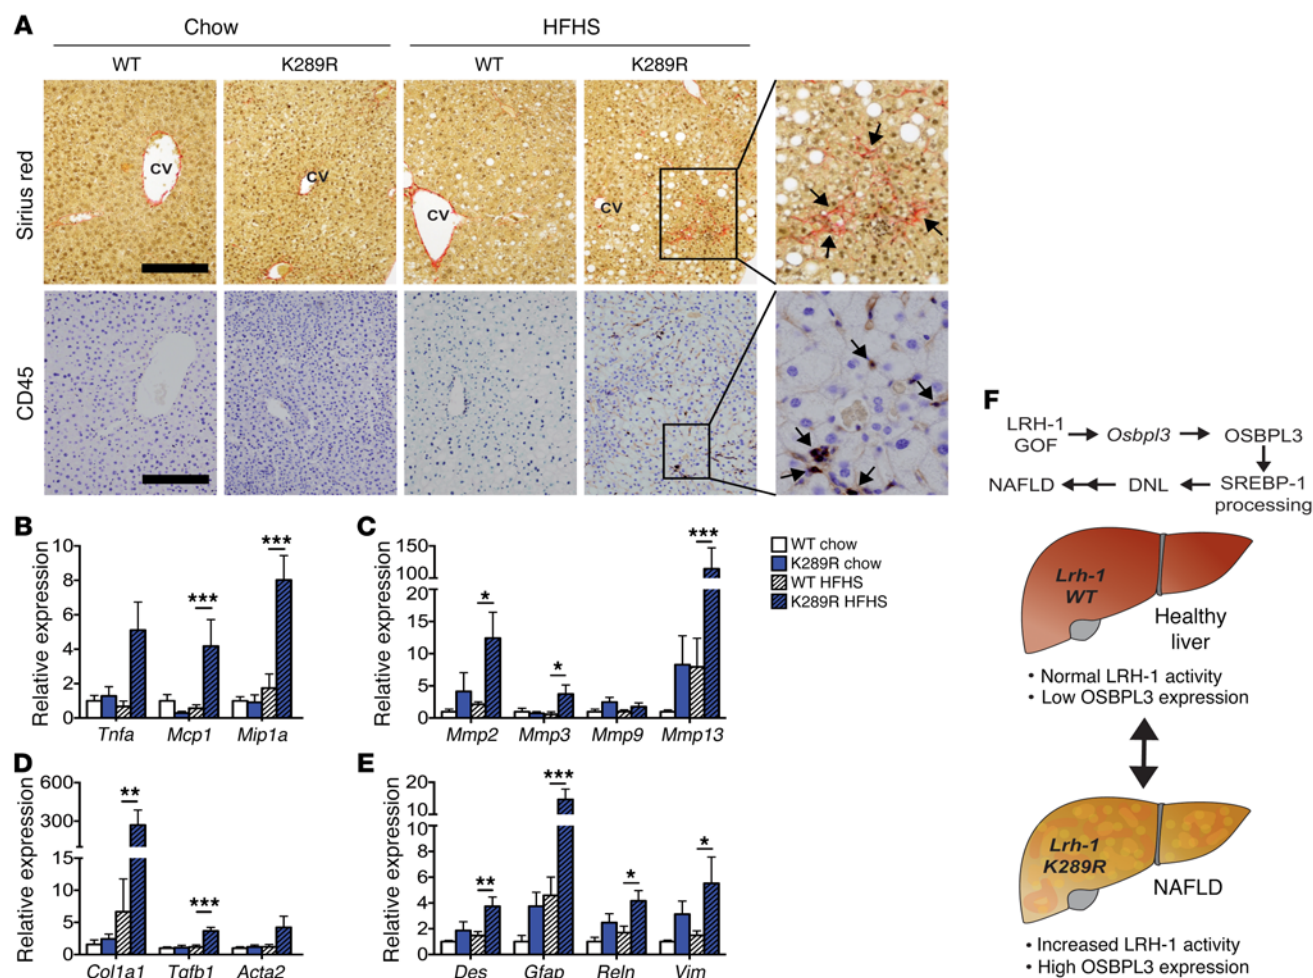 A
Chow
HFHS
WT
K289R
WT
K289R
Sirius red
CV
CV
CV
CV
CD45
B
Relative expression
10
8
6
4
2
0
***
***
Tnfa
Mcp1
Mip1a
C
Relative expression
150
100
20
15
10
5
0
*
*
***
Mmp2
Mmp3
Mmp9
Mmp13
WT chow
K289R chow
WT HFHS
K289R HFHS
D
Relative expression
600
300
15
10
5
0
**
***
Col1a1
Tgfb1
Acta2
E
Relative expression
20
10
8
6
4
2
0
**
***
*
*
Des
Gfap
Reln
Vim
F
LRH-1
GOF
Osbpl3
OSBPL3
NAFLD
DNL
SREBP-1
processing
Lrh-1
WT
Healthy
liver
• Normal LRH-1 activity
• Low OSBPL3 expression
Lrh-1
K289R
NAFLD
• Increased LRH-1 activity
• High OSBPL3 expression